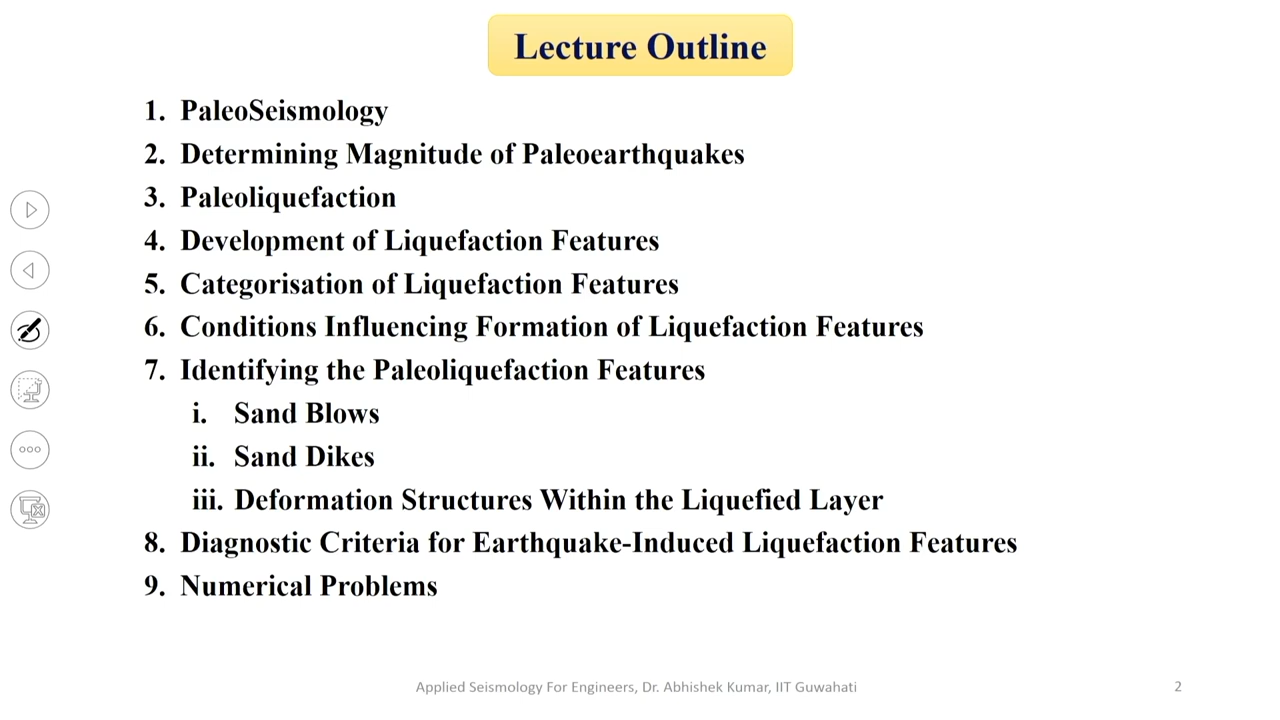 Lecture Outline
1. PaleoSeismology
2. Determining Magnitude of Paleoearthquakes
3. Paleoliquefaction
4. Development of Liquefaction Features
5. Categorisation of Liquefaction Features
6. Conditions Influencing Formation of Liquefaction Features
7. Identifying the Paleoliquefaction Features
i. Sand Blows
ii. Sand Dikes
iii. Deformation Structures Within the Liquefied Layer
8. Diagnostic Criteria for Earthquake-Induced Liquefaction Features
9. Numerical Problems
Applied Seismology For Engineers, Dr. Abhishek Kumar, IIT Guwahati
2